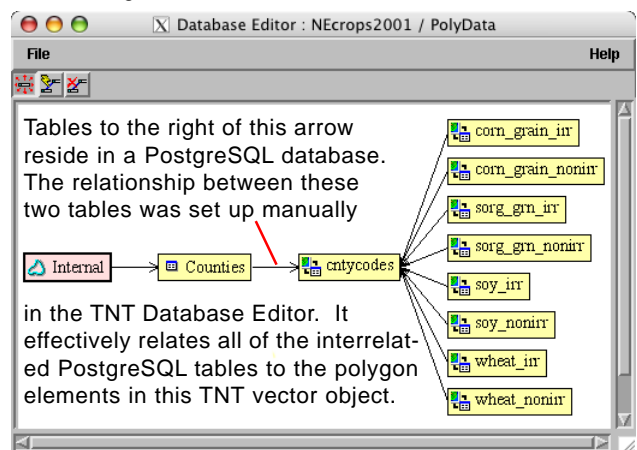 X Database Editor : NEcrops2001 / PolyData
File Help
Tables to the right of this arrow
reside in a PostgreSQL database.
The relationship between these
two tables was set up manually
Internal
Counties
cntycodes
corn_grain_irr
corn_grain_nonirr
sorg_grn_irr
sorg_grn_nonirr
soy_irr
soy_nonirr
wheat_irr
wheat_nonirr
in the TNT Database Editor. It
effectively relates all of the interrelat-
ed PostgreSQL tables to the polygon
elements in this TNT vector object.